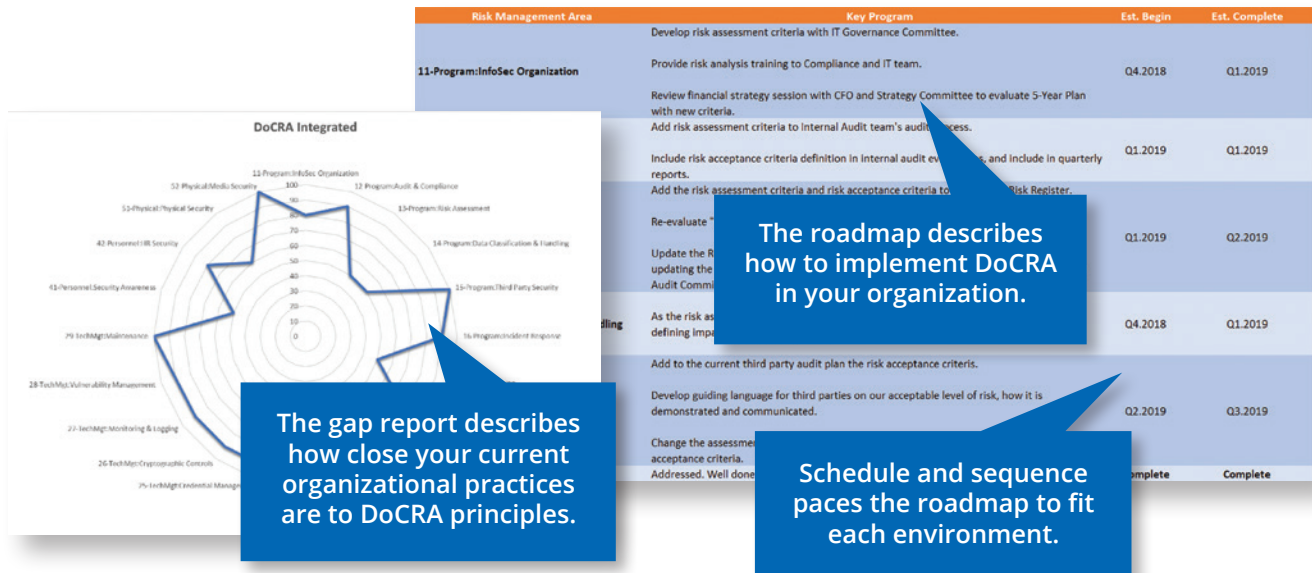 Risk Management Area Key Program Est. Begin Est. Complete
Develop risk assessment criteria with IT Governance Committee.
11-Program:InfoSec Organization Provide risk analysis training to Compliance and IT team. Q4.2018 Q1.2019
Review financial strategy session with CFO and Strategy Committee to evaluate 5-Year Plan
with new criteria.
Add risk assessment criteria to Internal Audit team's audit
Q1.2019 Q1.2019
Include risk acceptance criteria definition in internal audit and include in quarterly
reports.
Add the risk assessment criteria and risk acceptance criteria to Risk Register.
Re-evaluate "
Q1.2019 Q2.2019
Update the R
updating the
Audit Commi
As the risk as
Q4.2018 Q1.2019
defining impa
Add to the current third party audit plan the risk acceptance criteris.
Develop guiding language for third parties on our acceptable level of risk, how it is
demonstrated and communicated.
Q2.2019 Q3.2019
Change the assessme
acceptance criteria.
Addressed. Well done Complete
DoCRA Integrated
11-Program:InfoSec Organization
12-Program:Audit & Compliance
13-Program:Risk Assessment
14-Program:Data Classification & Handling
15-Program:Third Party Security
16-Program:Incident Response
25-TechMgt:Credential Manage
26-TechMgt:Cryptographic Controls
27-TechMgt:Monitoring & Logging
28-TechMgt:Vulnerability Management
29-TechMgt:Maintenance
41-Personnel:Security Awareness
42-Personnel:HR Security
51-Physical:Physical Security
52-Physical:Media Security
100
90
80
70
60
50
40
30
20
10
0
The roadmap describes
how to implement DoCRA
in your organization.
The gap report describes
how close your current
organizational practices
are to DoCRA principles.
Schedule and sequence
paces the roadmap to fit
each environment.